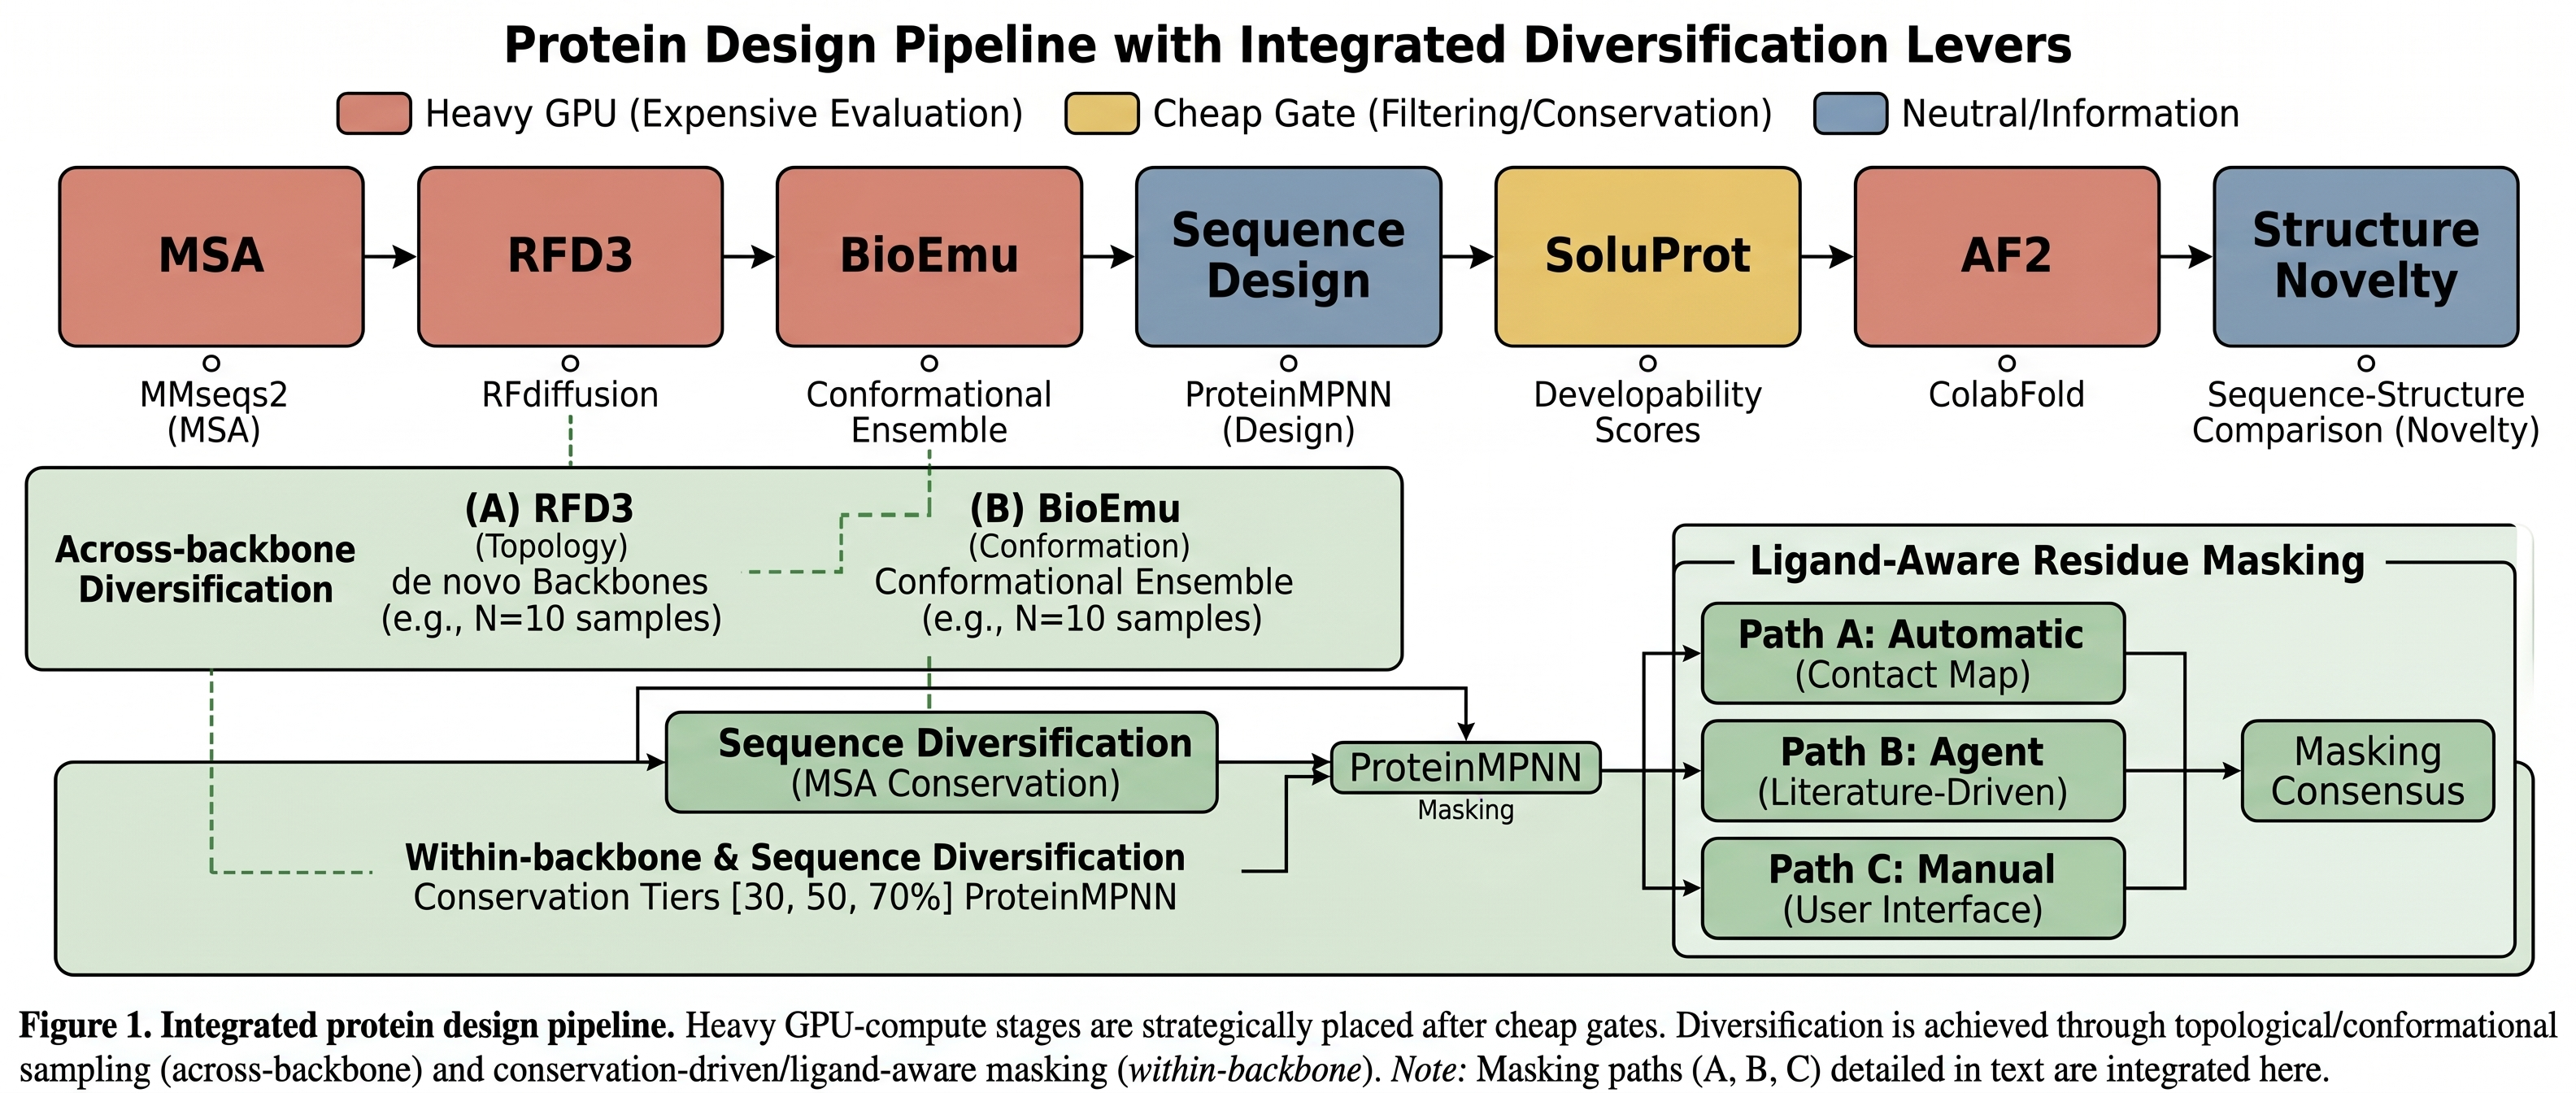 Protein Design Pipeline with Integrated Diversification Levers
Heavy GPU (Expensive Evaluation)
Cheap Gate (Filtering/Conservation)
Neutral/Information
MSA
RFD3
BioEmu
Sequence
Design
SoluProt
AF2
Structure
Novelty
MMseqs2
(MSA)
RFdiffusion
Conformational
Ensemble
ProteinMPNN
(Design)
Developability
Scores
ColabFold
Sequence-Structure
Comparison (Novelty)
Across-backbone
Diversification
(A) RFD3
(Topology)
de novo Backbones
(e.g., N=10 samples)
(B) BioEmu
(Conformation)
Conformational Ensemble
(e.g., N=10 samples)
Sequence Diversification
(MSA Conservation)
Within-backbone & Sequence Diversification
Conservation Tiers [30, 50, 70%] ProteinMPNN
ProteinMPNN
Masking
Ligand-Aware Residue Masking
Path A: Automatic
(Contact Map)
Path B: Agent
(Literature-Driven)
Path C: Manual
(User Interface)
Masking
Consensus
Figure 1. Integrated protein design pipeline. Heavy GPU-compute stages are strategically placed after cheap gates. Diversification is achieved through topological/conformational
sampling (across-backbone) and conservation-driven/ligand-aware masking (within-backbone). Note: Masking paths (A, B, C) detailed in text are integrated here.